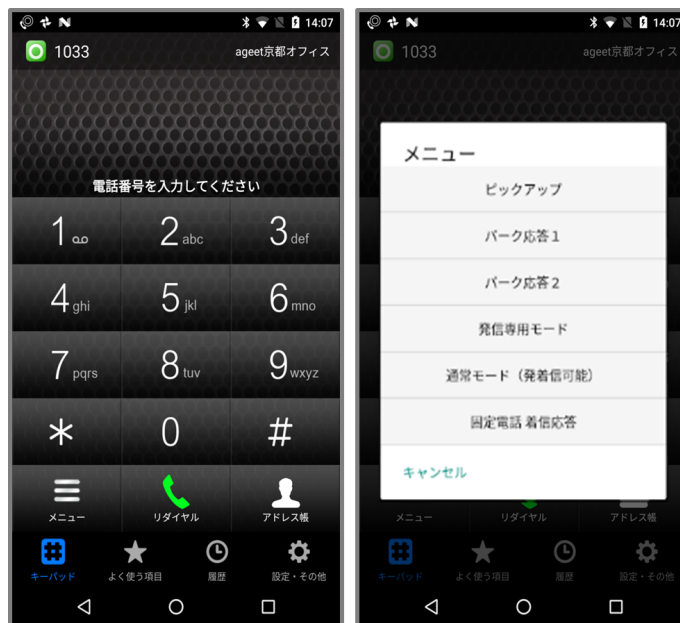 14:07
1033
ageet京都オフィス
電話番号を入力してください
1
2 abc
3 def
4 ghi
5 jkl
6 mno
7 pqrs
8 tuv
9 wxyz
*
0
#
メニュー
リダイヤル
アドレス帳
キーパッド
よく使う項目
履歴
設定・その他
14:07
1033
ageet京都オフィス
メニュー
ピックアップ
パーク応答1
パーク応答2
発信専用モード
通常モード（発着信可能）
固定電話 着信応答
キャンセル
メニュー
リダイヤル
アドレス帳
キーパッド
よく使う項目
履歴
設定・その他